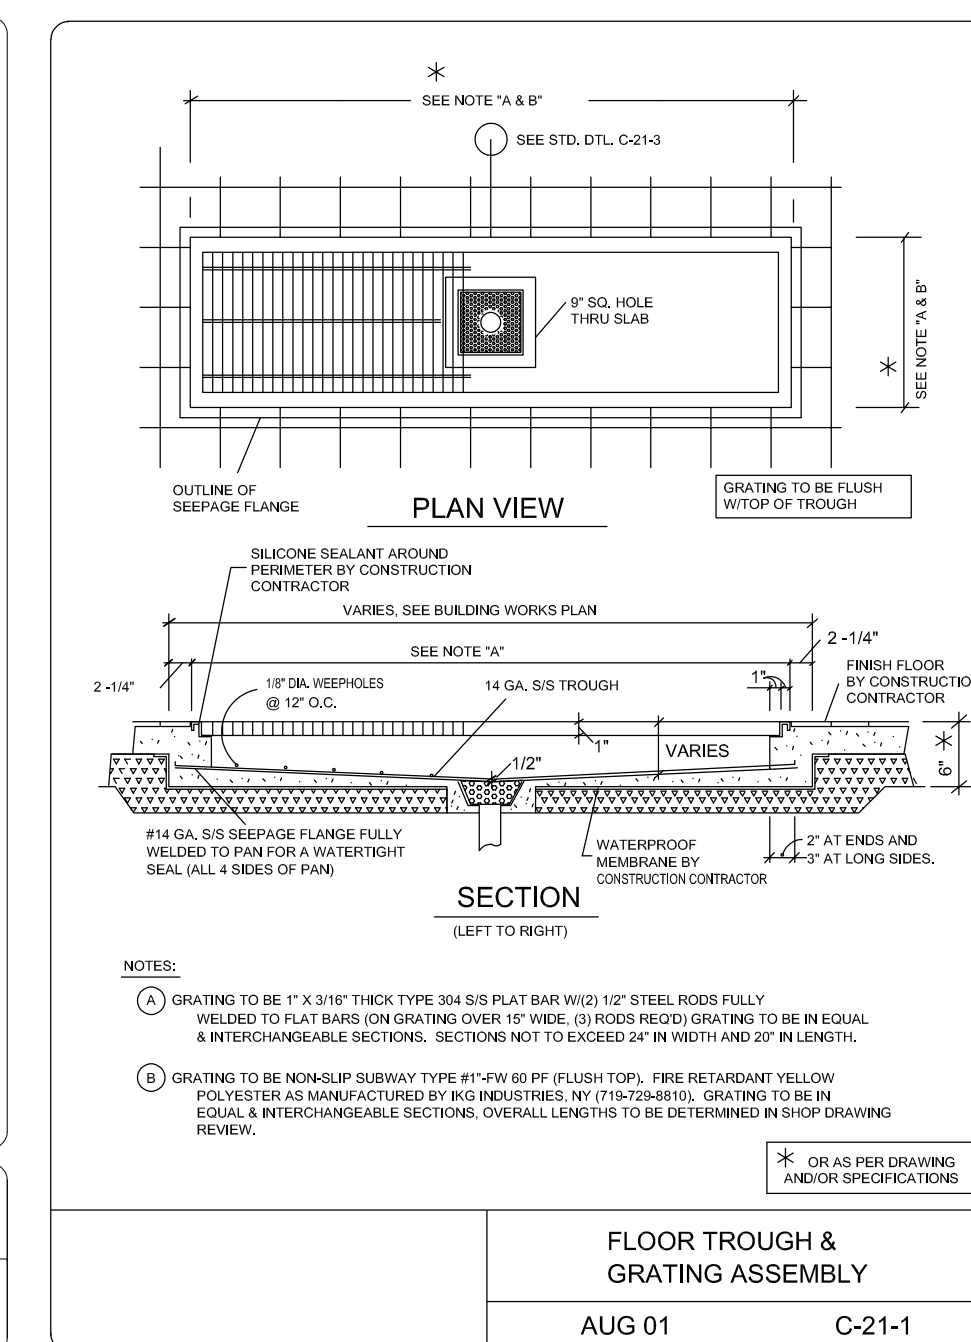 *
SEE NOTE "A & B"
SEE STD. DTL. C-21-3
9" SQ. HOLE
THRU SLAB
*
SEE NOTE "A & B"
OUTLINE OF
SEEPAGE FLANGE
PLAN VIEW
GRATING TO BE FLUSH
W/TOP OF TROUGH
SILICONE SEALANT AROUND
PERIMETER BY CONSTRUCTION
CONTRACTOR
VARIES, SEE BUILDING WORKS PLAN
SEE NOTE "A"
2 -1/4"
2 -1/4"
1/8" DIA. WEEPHOLES
@ 12" O.C.
14 GA. S/S TROUGH
1"
FINISH FLOOR
BY CONSTRUCTIO
CONTRACTOR
1"
VARIES
1/2"
*
6"
#14 GA. S/S SEEPAGE FLANGE FULLY
WELDED TO PAN FOR A WATERTIGHT
SEAL (ALL 4 SIDES OF PAN)
WATERPROOF
MEMBRANE BY
CONSTRUCTION CONTRACTOR
2" AT ENDS AND
3" AT LONG SIDES.
SECTION
(LEFT TO RIGHT)
NOTES:
A GRATING TO BE 1" X 3/16" THICK TYPE 304 S/S PLAT BAR W/(2) 1/2" STEEL RODS FULLY
WELDED TO FLAT BARS (ON GRATING OVER 15" WIDE, (3) RODS REQ'D) GRATING TO BE IN EQUAL
& INTERCHANGEABLE SECTIONS. SECTIONS NOT TO EXCEED 24" IN WIDTH AND 20" IN LENGTH.
B GRATING TO BE NON-SLIP SUBWAY TYPE #1"-FW 60 PF (FLUSH TOP). FIRE RETARDANT YELLOW
POLYESTER AS MANUFACTURED BY IKG INDUSTRIES, NY (719-729-8810). GRATING TO BE IN
EQUAL & INTERCHANGEABLE SECTIONS, OVERALL LENGTHS TO BE DETERMINED IN SHOP DRAWING
REVIEW.
* OR AS PER DRAWING
AND/OR SPECIFICATIONS
FLOOR TROUGH &
GRATING ASSEMBLY
AUG 01
C-21-1